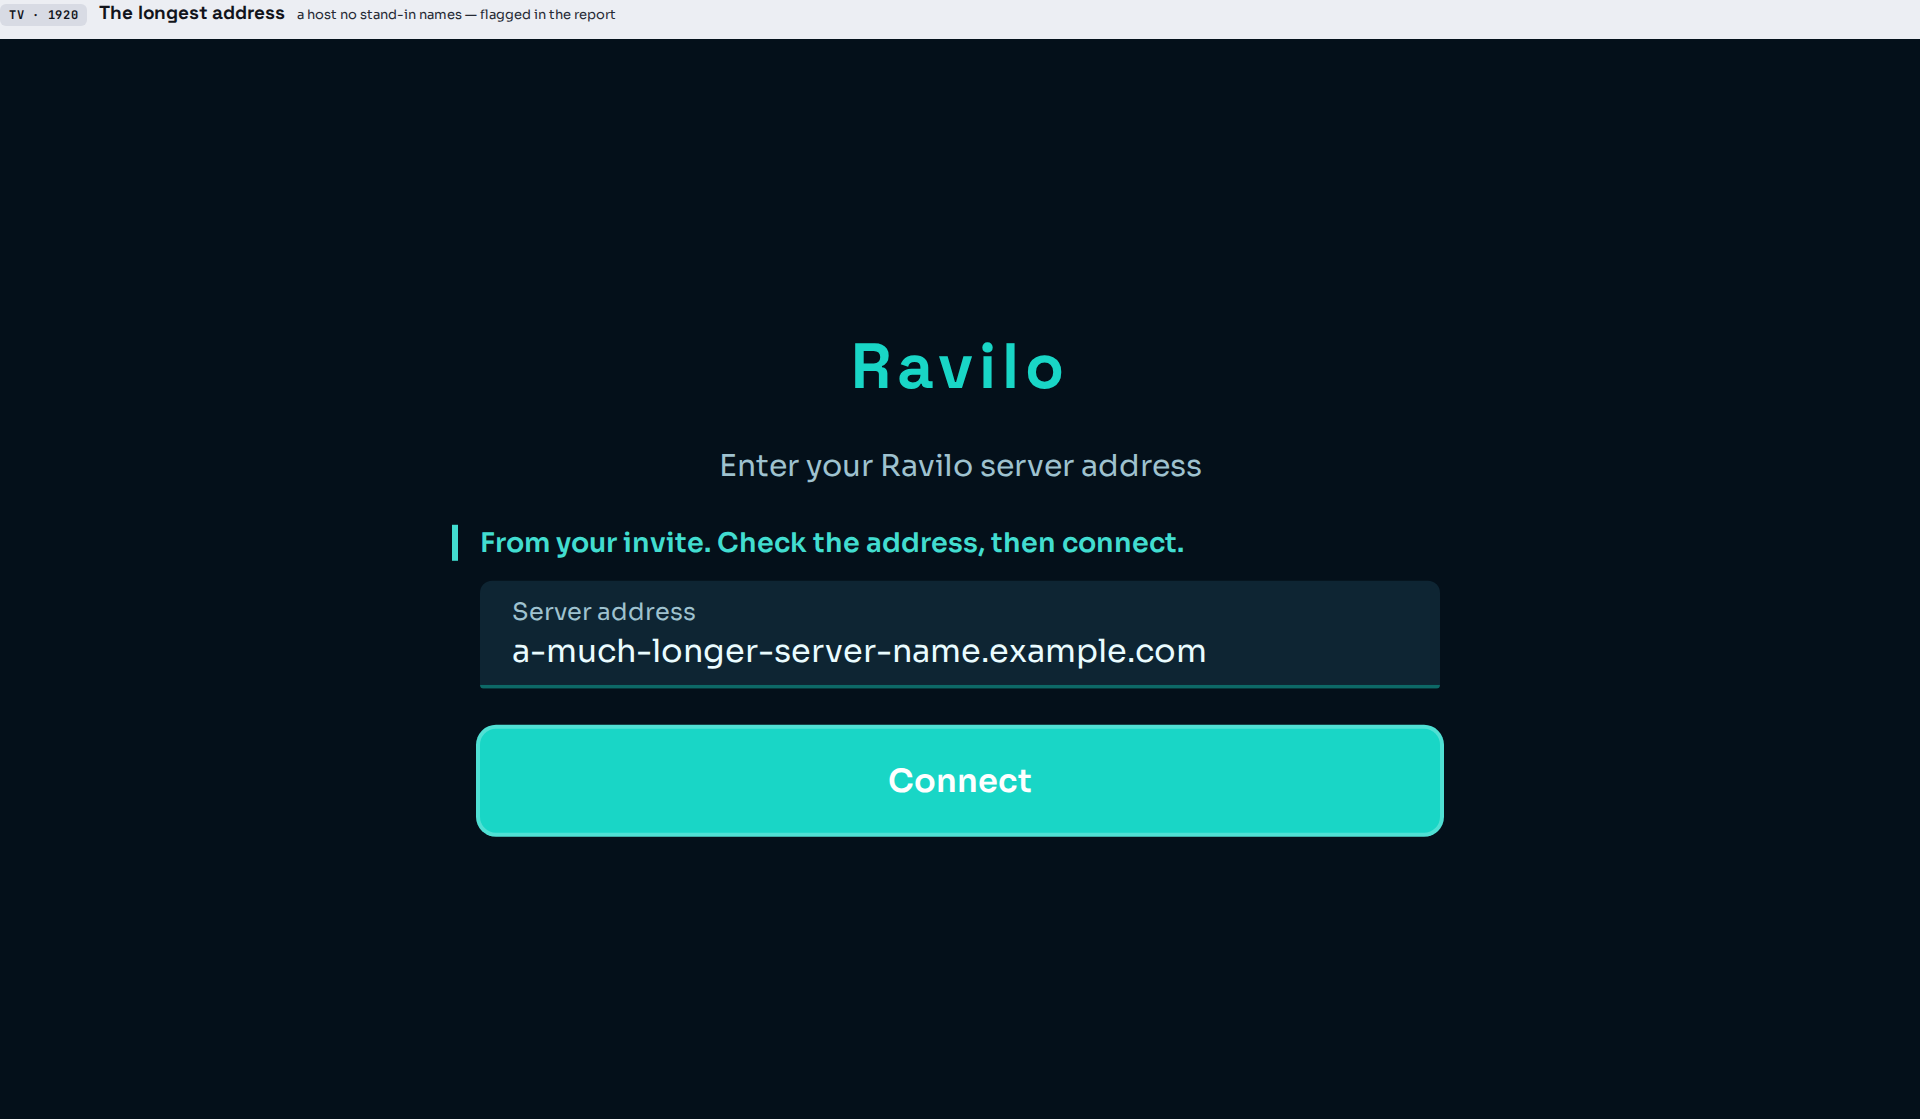 TV · 1920 The longest address a host no stand-in names — flagged in the report
Ravilo
Enter your Ravilo server address
From your invite. Check the address, then connect.
Server address
a-much-longer-server-name.example.com
Connect